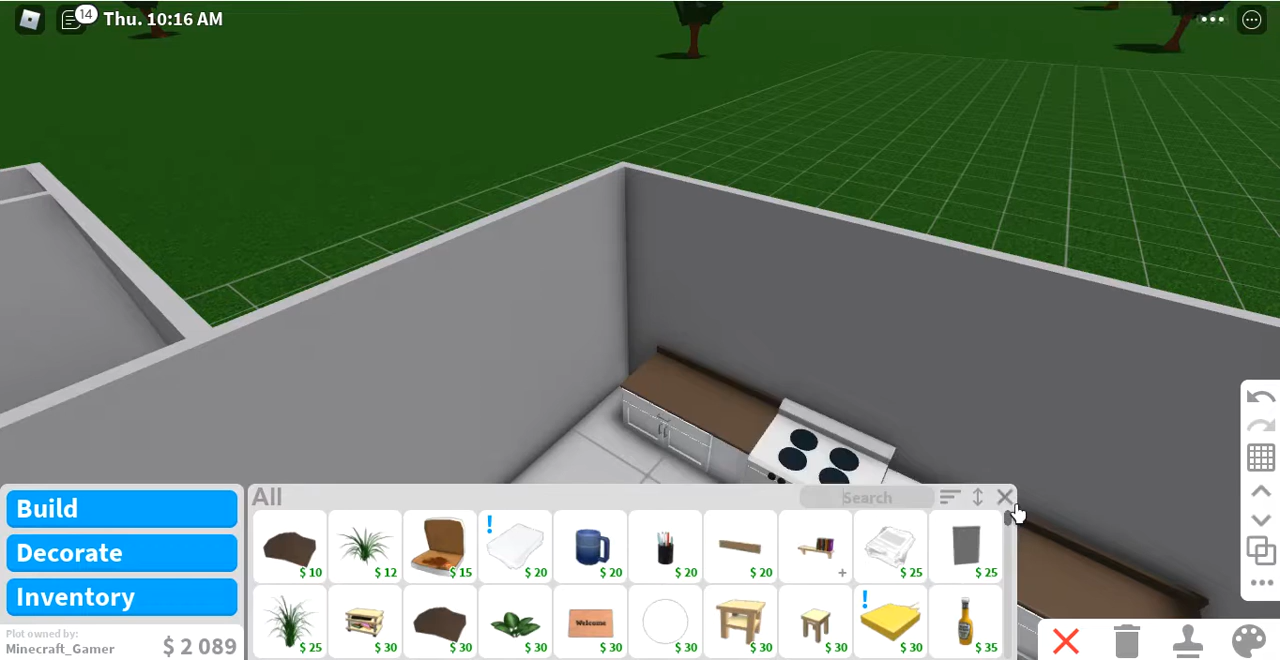 14
Thu. 10:16 AM
Build
Decorate
Inventory
Plot owned by:
Minecraft_Gamer
$ 2 089
All
Search
$ 10
$ 12
$ 15
!
$ 20
$ 20
$ 20
$ 20
+
$ 25
$ 25
$ 25
$ 30
$ 30
$ 30
Welcome
$ 30
$ 30
$ 30
$ 30
!
$ 30
$ 35